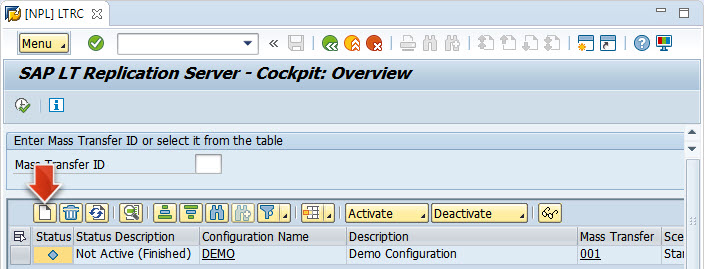 [NPL] LTRC
Menu
SAP LT Replication Server - Cockpit: Overview
Enter Mass Transfer ID or select it from the table
Mass Transfer ID
Activate Deactivate
Status Status Description Configuration Name Description Mass Transfer Sce
Not Active (Finished) DEMO Demo Configuration 001 Star